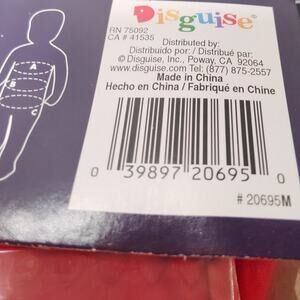 Disguise
RN 75092
CA # 41535
Distributed by:
Distribuido por: / Distribué par:
© Disguise, Inc., Poway, CA 92064
www.disguise.com Tel: (877) 875-2557
Made in China
Hecho en China / Fabriqué en Chine
0 39897 20695 0
# 20695M
A
B
C